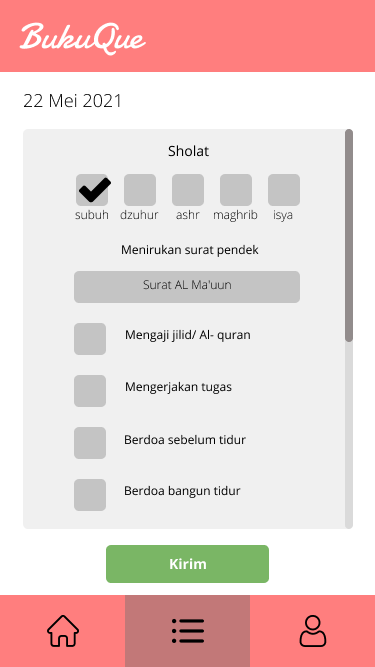 BukuQue
22 Mei 2021
Sholat
subuh dzuhur ashr maghrib isya
Menirukan surat pendek
Surat AL Ma'uun
Mengaji jilid/ Al- quran
Mengerjakan tugas
Berdoa sebelum tidur
Berdoa bangun tidur
Kirim